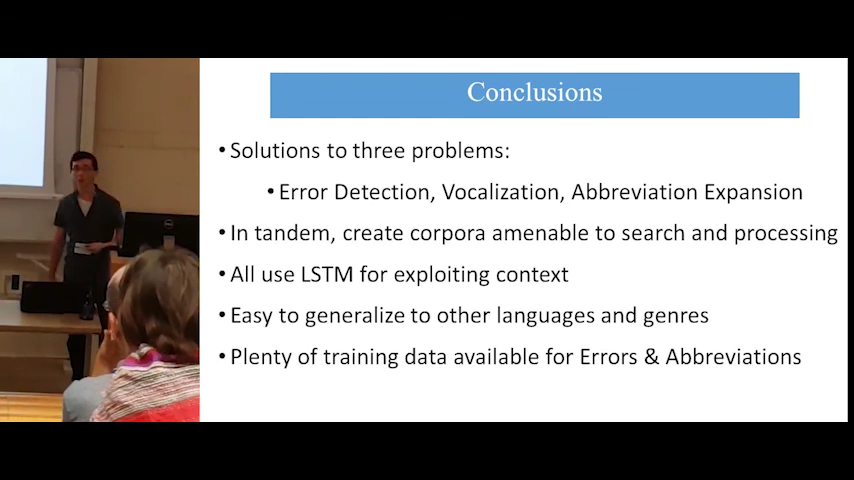 Conclusions
• Solutions to three problems:
• Error Detection, Vocalization, Abbreviation Expansion
• In tandem, create corpora amenable to search and processing
• All use LSTM for exploiting context
• Easy to generalize to other languages and genres
• Plenty of training data available for Errors & Abbreviations